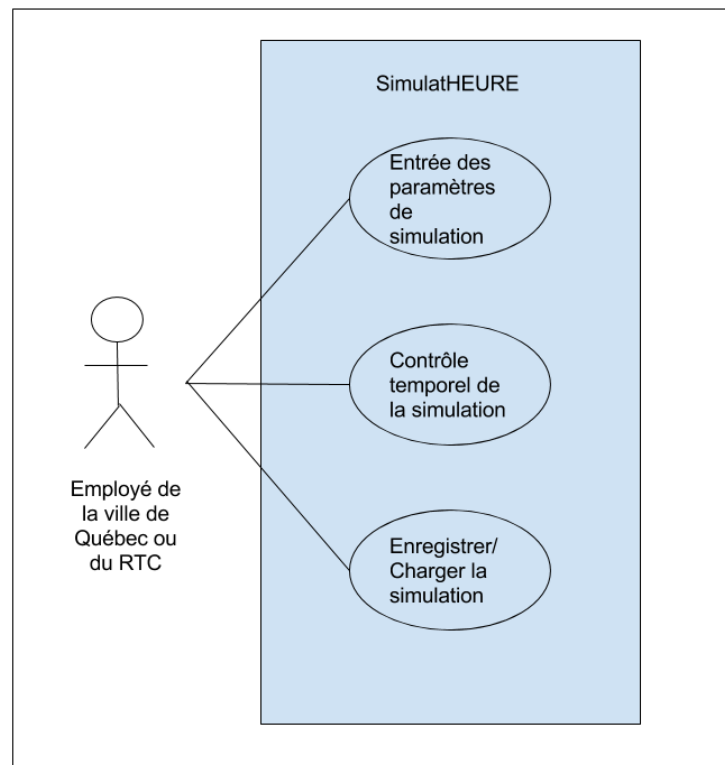 SimulatHEURE
Entrée des
paramètres
de
simulation
Contrôle
temporel de
la simulation
Employé de
la ville de
Québec ou
du RTC
Enregistrer/
Charger la
simulation